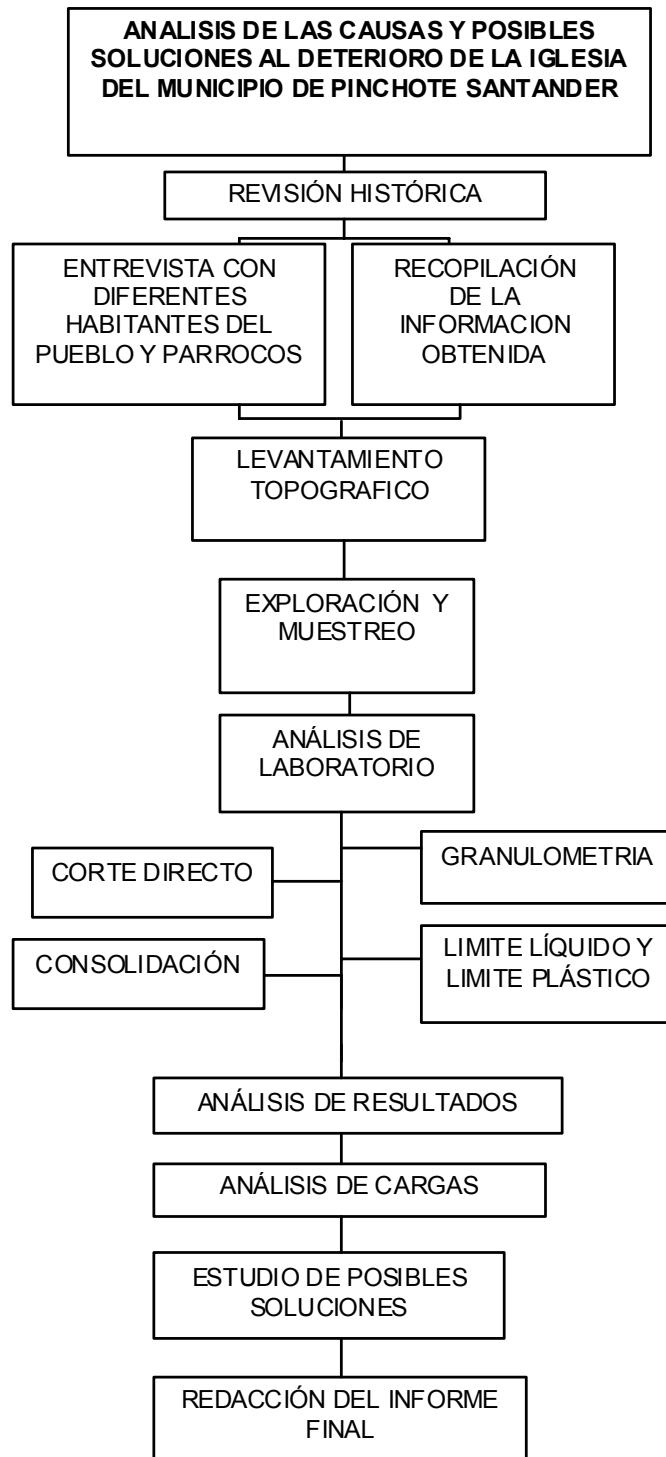 ANALISIS DE LAS CAUSAS Y POSIBLES
SOLUCIONES AL DETERIORO DE LA IGLESIA
DEL MUNICIPIO DE PINCHOTE SANTANDER
REVISIÓN HISTÓRICA
ENTREVISTA CON
DIFERENTES
HABITANTES DEL
PUEBLO Y PARROCOS
RECOPILACIÓN
DE LA
INFORMACION
OBTENIDA
LEVANTAMIENTO
TOPOGRAFICO
EXPLORACIÓN Y
MUESTREO
ANÁLISIS DE
LABORATORIO
GRANULOMETRIA
CORTE DIRECTO
LIMITE LÍQUIDO Y
LIMITE PLÁSTICO
CONSOLIDACIÓN
ANÁLISIS DE RESULTADOS
ANÁLISIS DE CARGAS
ESTUDIO DE POSIBLES
SOLUCIONES
REDACCIÓN DEL INFORME
FINAL